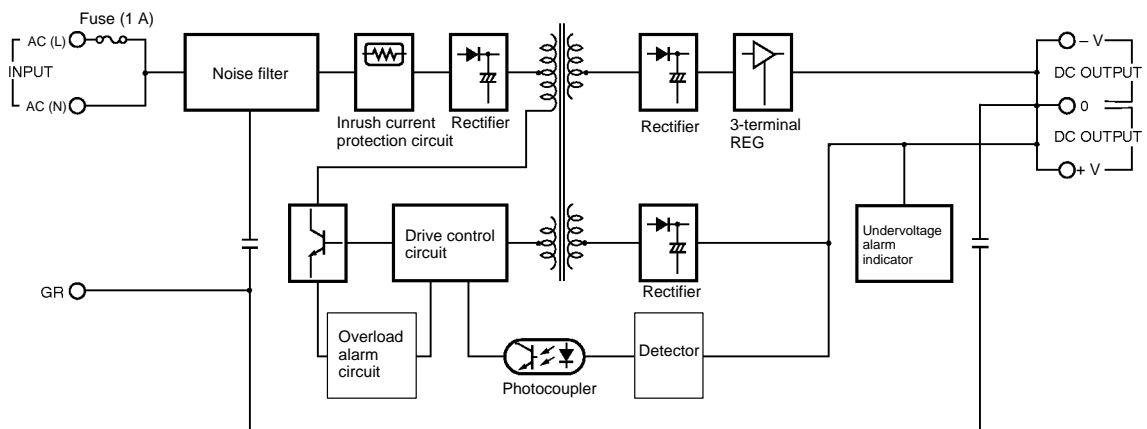 Fuse (1 A)
AC (L)
INPUT
AC (N)
Noise filter
Inrush current
protection circuit
Rectifier
Rectifier
3-terminal
REG
– V
DC OUTPUT
0
DC OUTPUT
+ V
Drive control
circuit
Rectifier
Undervoltage
alarm
indicator
GR
Overload
alarm
circuit
Photocoupler
Detector